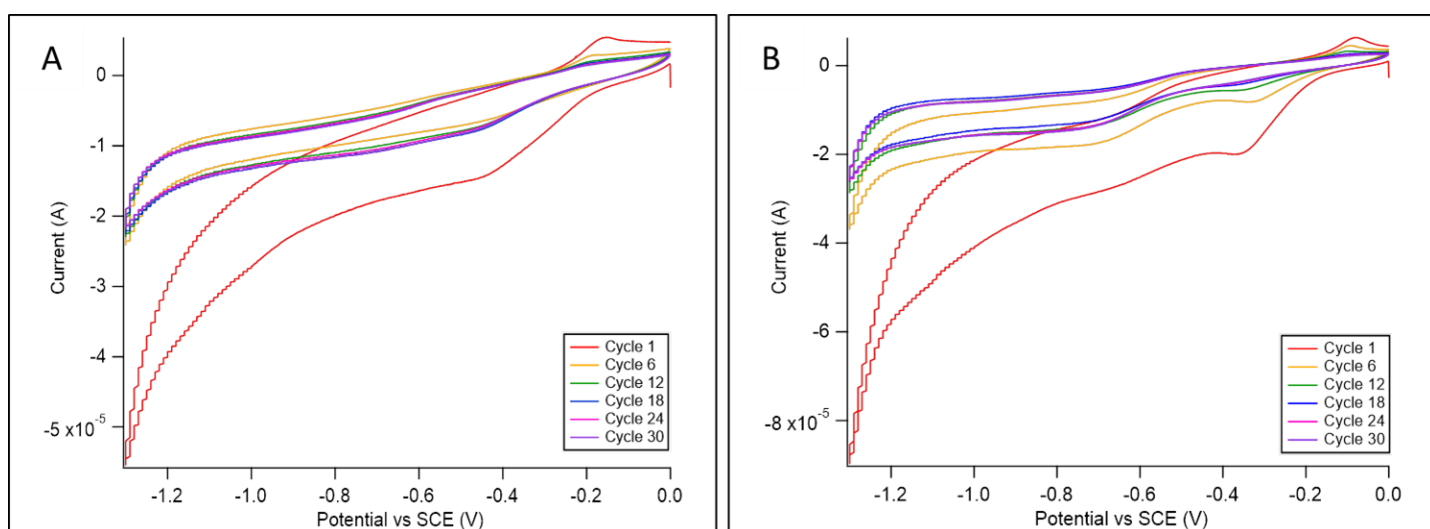 A
Current (A)
0
-1
-2
-3
-4
-5 x10⁻⁵
-1.2
-1.0
-0.8
-0.6
-0.4
-0.2
0.0
Potential vs SCE (V)
Cycle 1
Cycle 6
Cycle 12
Cycle 18
Cycle 24
Cycle 30
B
Current (A)
0
-2
-4
-6
-8 x10⁻⁵
-1.2
-1.0
-0.8
-0.6
-0.4
-0.2
0.0
Potential vs SCE (V)
Cycle 1
Cycle 6
Cycle 12
Cycle 18
Cycle 24
Cycle 30